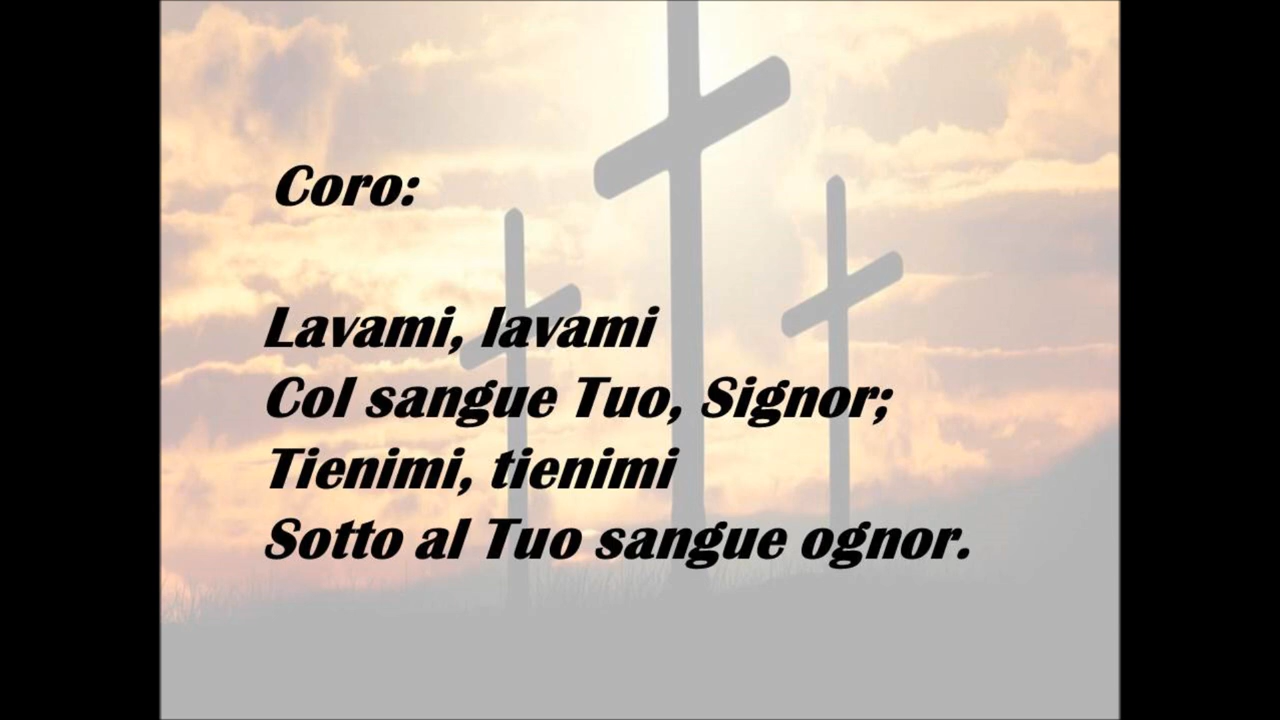 Coro:
Lavami, lavami
Col sangue Tuo, Signor;
Tienimi, tienimi
Sotto al Tuo sangue ognor.